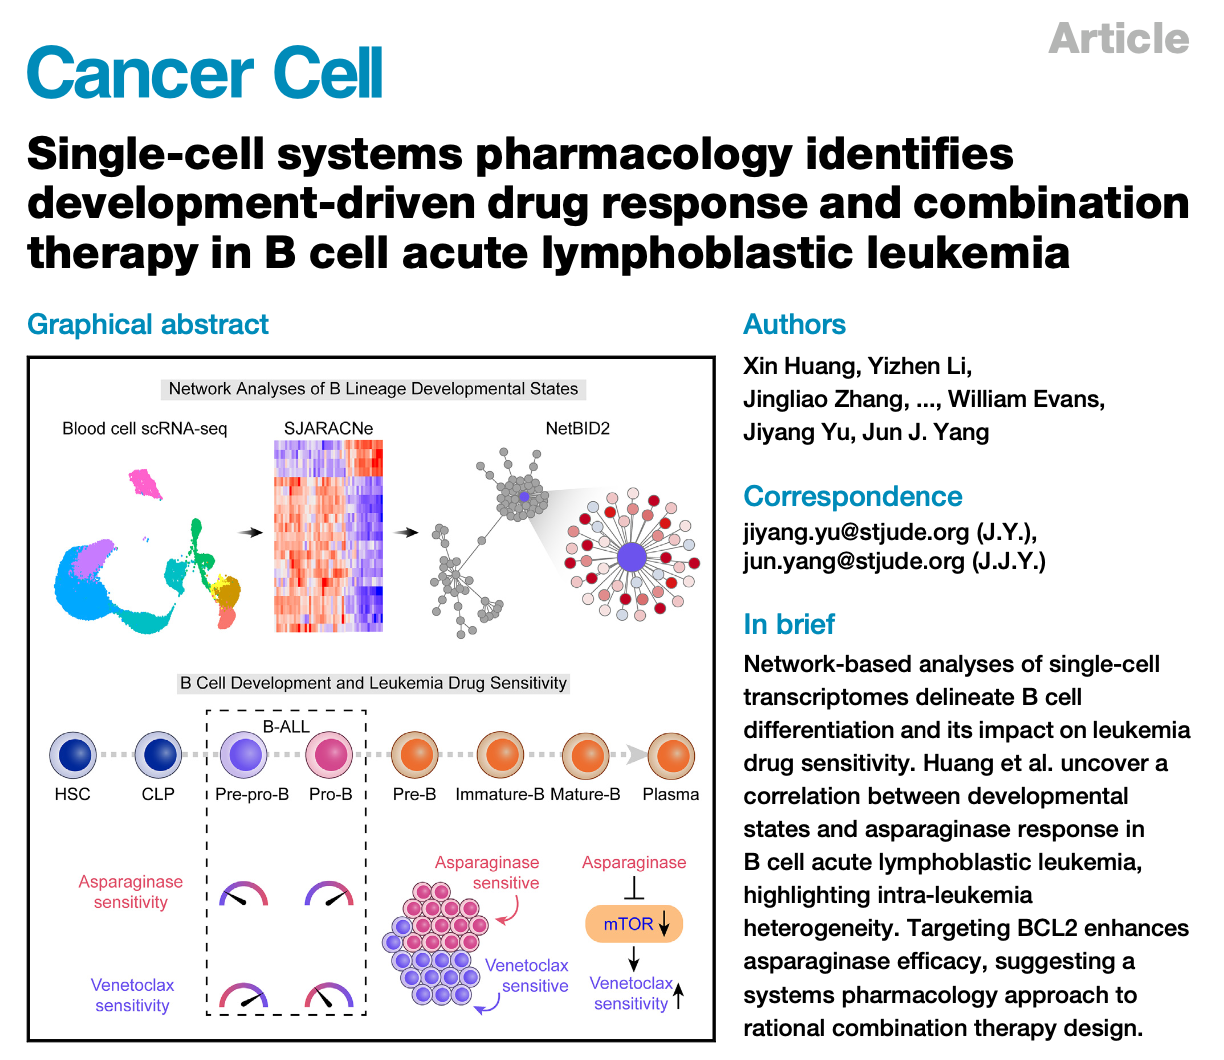 Article
Cancer Cell
Single-cell systems pharmacology identifies
development-driven drug response and combination
therapy in B cell acute lymphoblastic leukemia
Graphical abstract
Network Analyses of B Lineage Developmental States
Blood cell scRNA-seq
SJARACNe
NetBID2
B Cell Development and Leukemia Drug Sensitivity
B-ALL
HSC
CLP
Pre-pro-B
Pro-B
Pre-B
Immature-B
Mature-B
Plasma
Asparaginase
sensitivity
Venetoclax
sensitivity
Asparaginase
sensitive
Venetoclax
sensitive
Asparaginase
mTOR
Venetoclax
sensitivity
Authors
Xin Huang, Yizhen Li,
Jingliao Zhang, ..., William Evans,
Jiyang Yu, Jun J. Yang
Correspondence
jiyang.yu@stjude.org (J.Y.),
jun.yang@stjude.org (J.J.Y.)
In brief
Network-based analyses of single-cell
transcriptomes delineate B cell
differentiation and its impact on leukemia
drug sensitivity. Huang et al. uncover a
correlation between developmental
states and asparaginase response in
B cell acute lymphoblastic leukemia,
highlighting intra-leukemia
heterogeneity. Targeting BCL2 enhances
asparaginase efficacy, suggesting a
systems pharmacology approach to
rational combination therapy design.